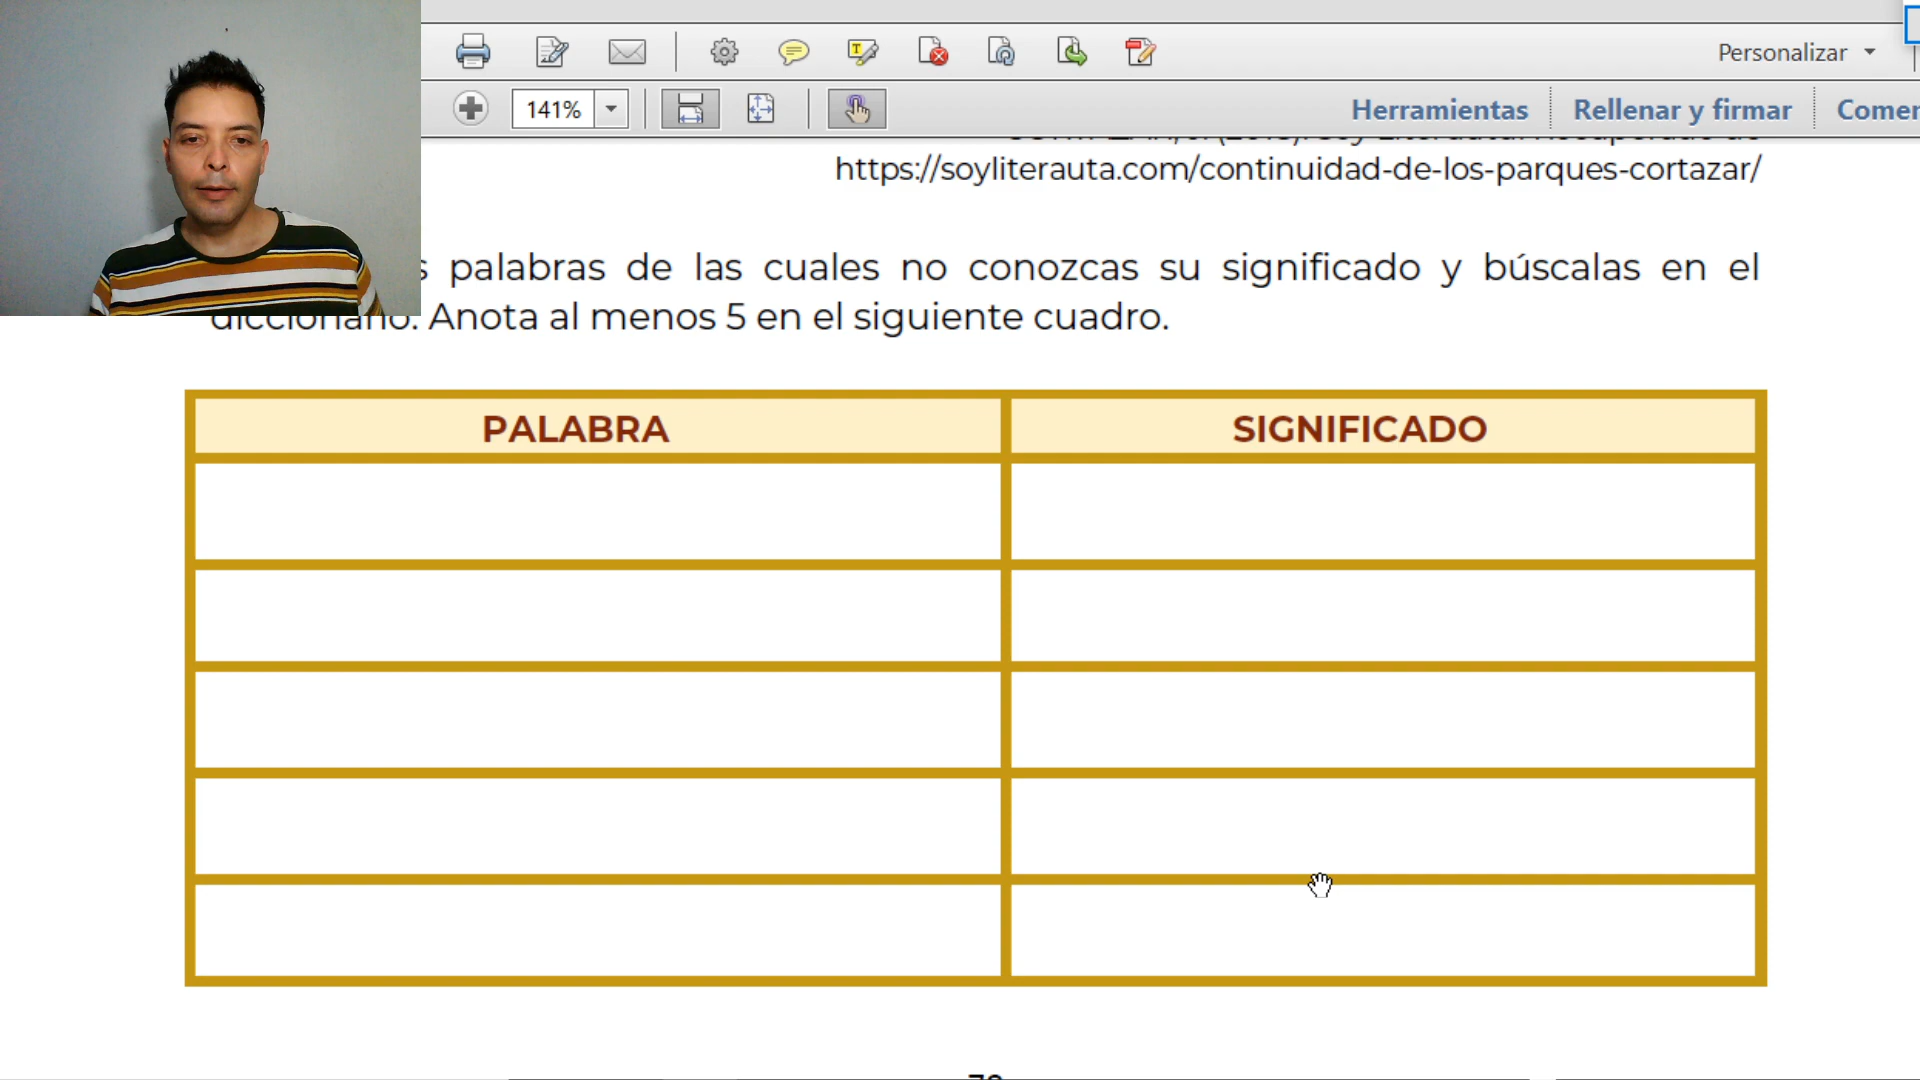 Personalizar
141%
Herramientas
Rellenar y firmar
https://soyliterauta.com/continuidad-de-los-parques-cortazar/
palabras de las cuales no conozcas su significado y búscalas en el
diccionario. Anota al menos 5 en el siguiente cuadro.
PALABRA
SIGNIFICADO